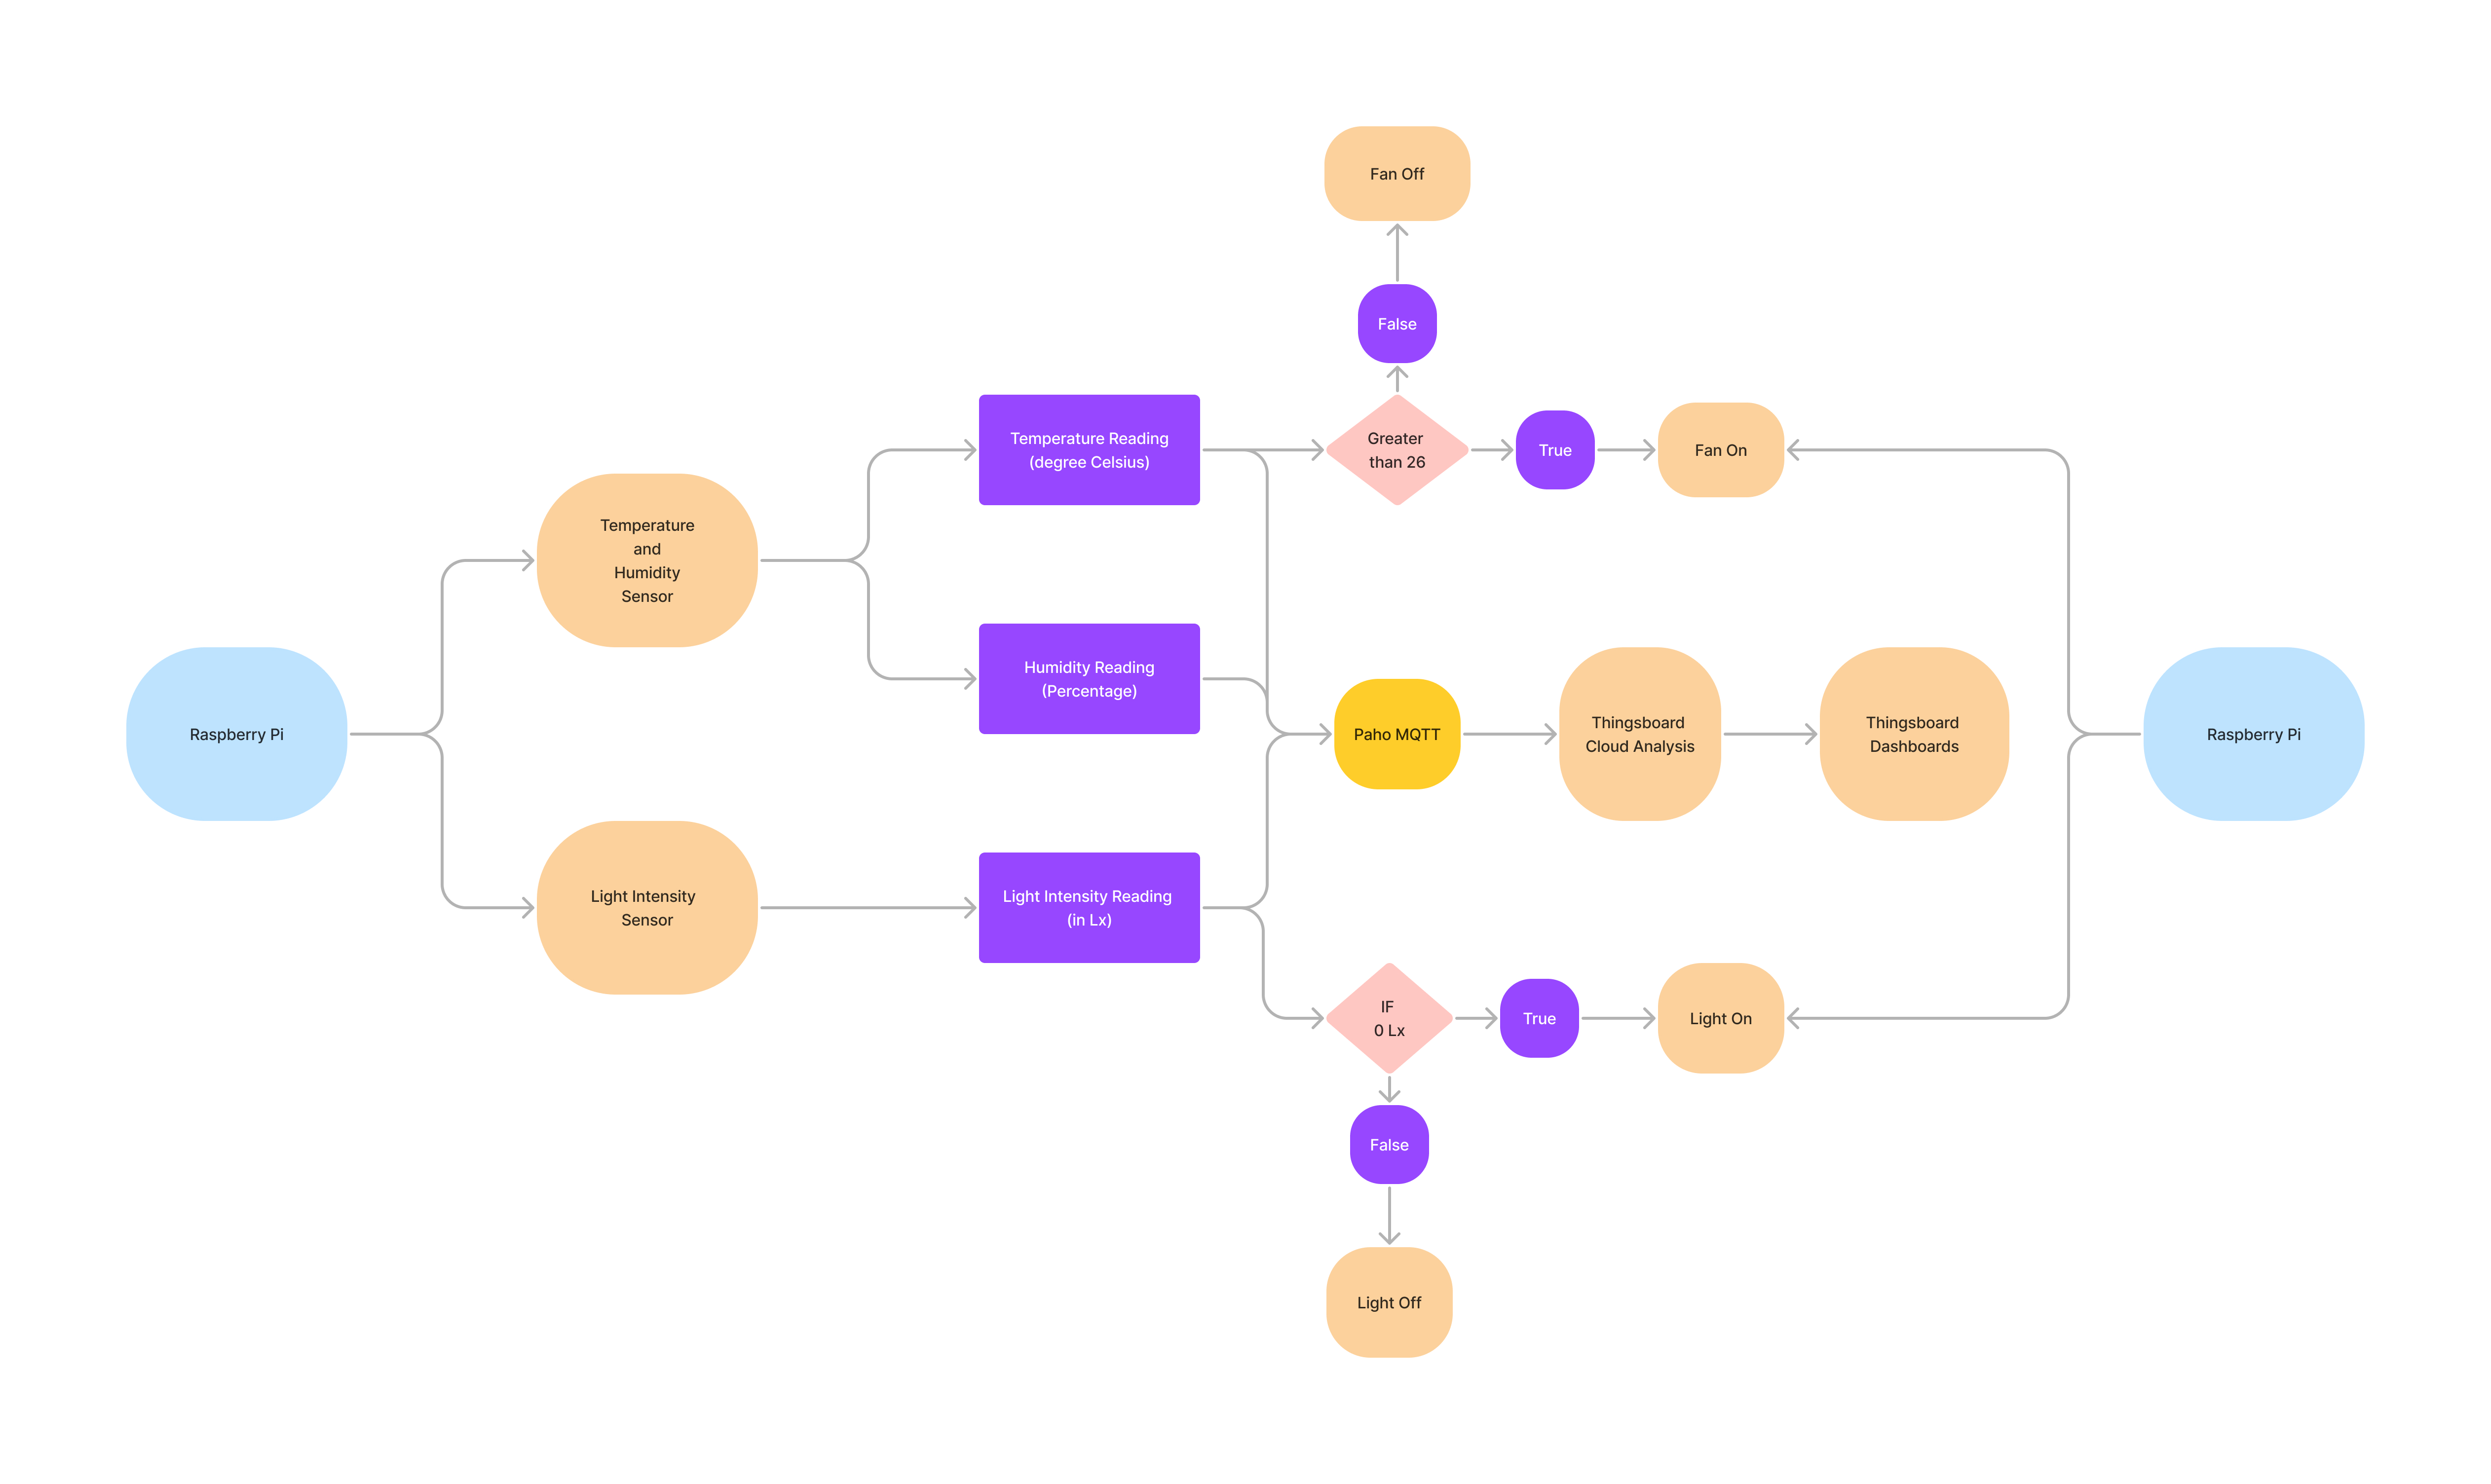 Fan Off
False
Greater
than 26
True
Fan On
Temperature Reading
(degree Celsius)
Temperature
and
Humidity
Sensor
Humidity Reading
(Percentage)
Raspberry Pi
Paho MQTT
Thingsboard
Cloud Analysis
Thingsboard
Dashboards
Raspberry Pi
Light Intensity
Sensor
Light Intensity Reading
(in Lx)
IF
0 Lx
True
Light On
False
Light Off